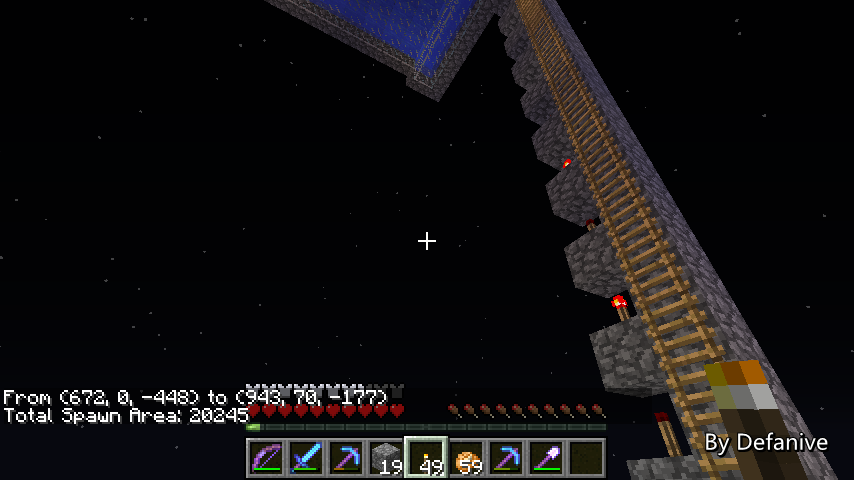 From (672, 0, -448) to (943, 70, -177)
Total Spawn Area: 20245
19
49
59
By Defanive